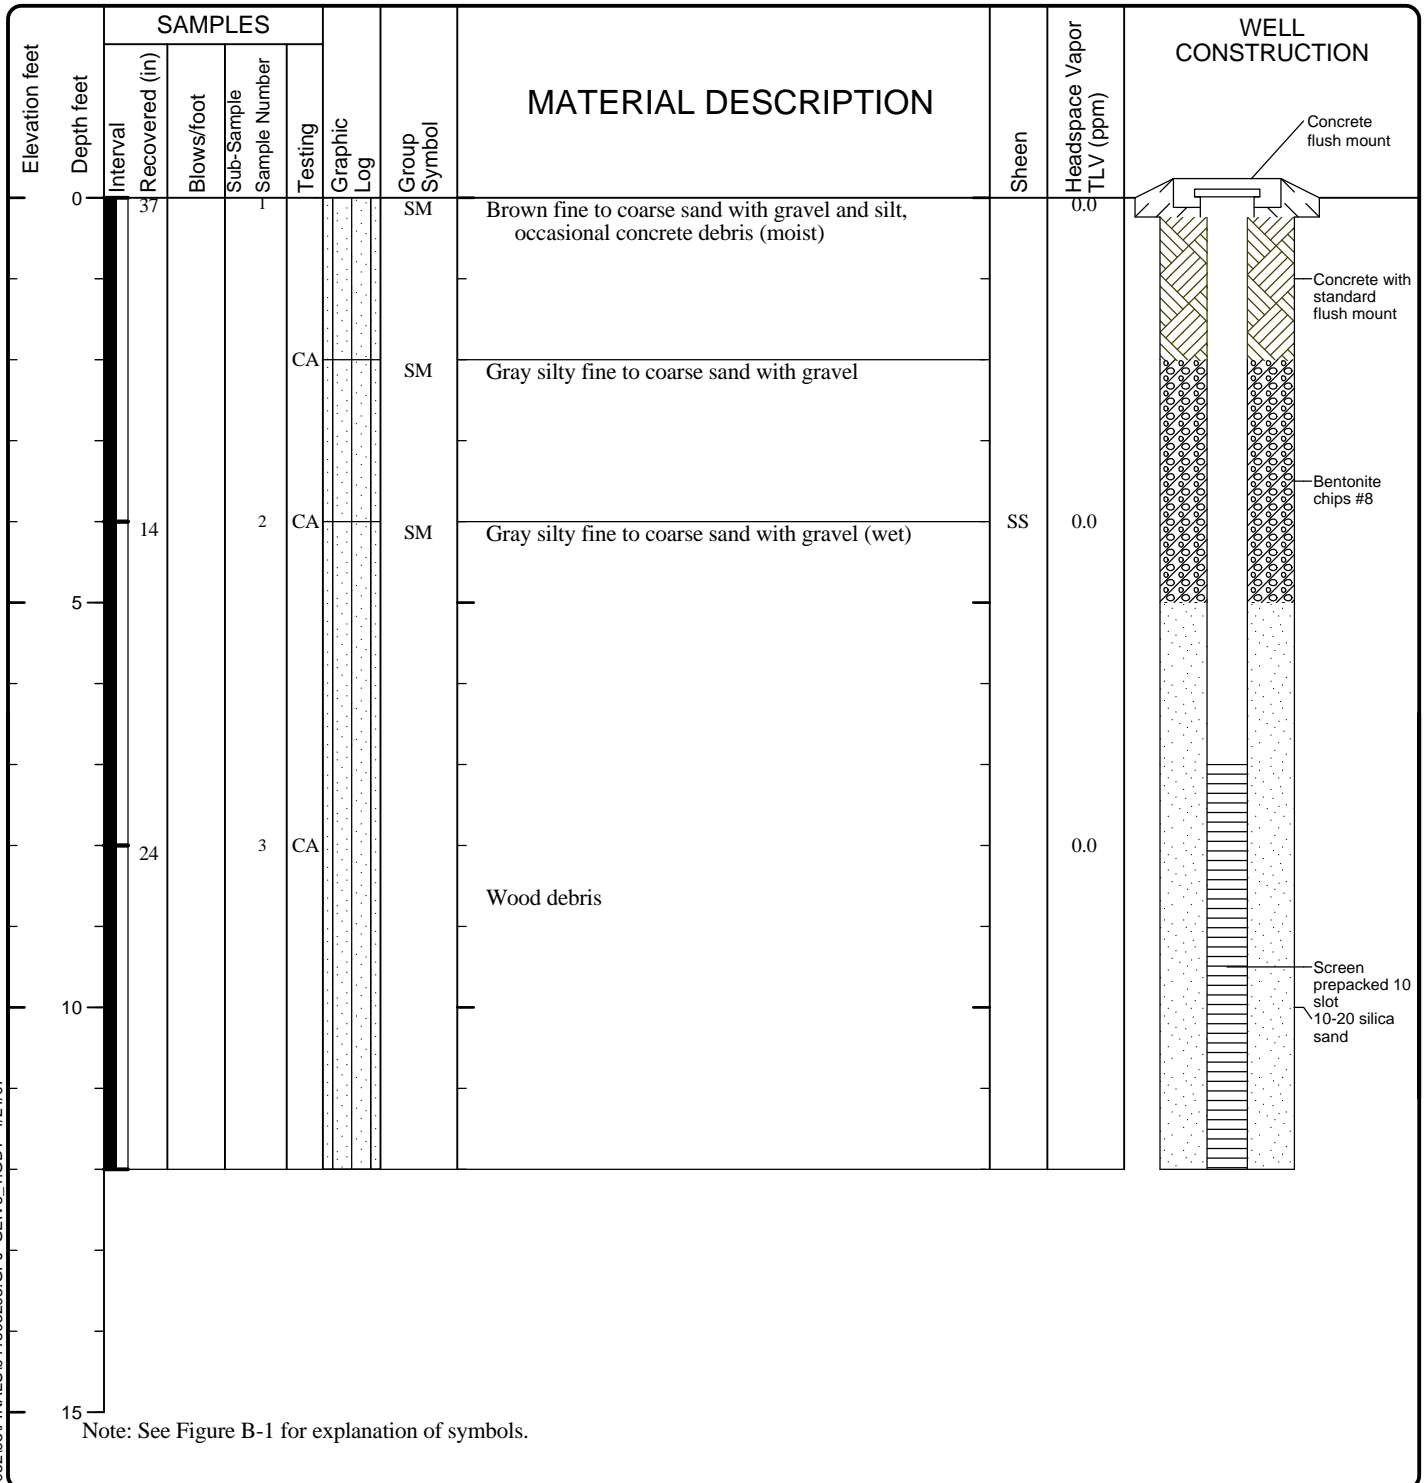 SAMPLES
Elevation feet
Depth feet
Interval
Recovered (in)
Blows/foot
Sub-Sample
Sample Number
Testing
Graphic
Log
Group
Symbol
MATERIAL DESCRIPTION
Sheen
Headspace Vapor
TLV (ppm)
WELL
CONSTRUCTION
Concrete
flush mount
0
37
1
SM
Brown fine to coarse sand with gravel and silt,
occasional concrete debris (moist)
0.0
Concrete with
standard
flush mount
CA
SM
Gray silty fine to coarse sand with gravel
Bentonite
chips #8
14
2
CA
SM
Gray silty fine to coarse sand with gravel (wet)
SS
0.0
5
24
3
CA
0.0
Wood debris
Screen
prepacked 10
slot
10-20 silica
sand
10
15
Note: See Figure B-1 for explanation of symbols.